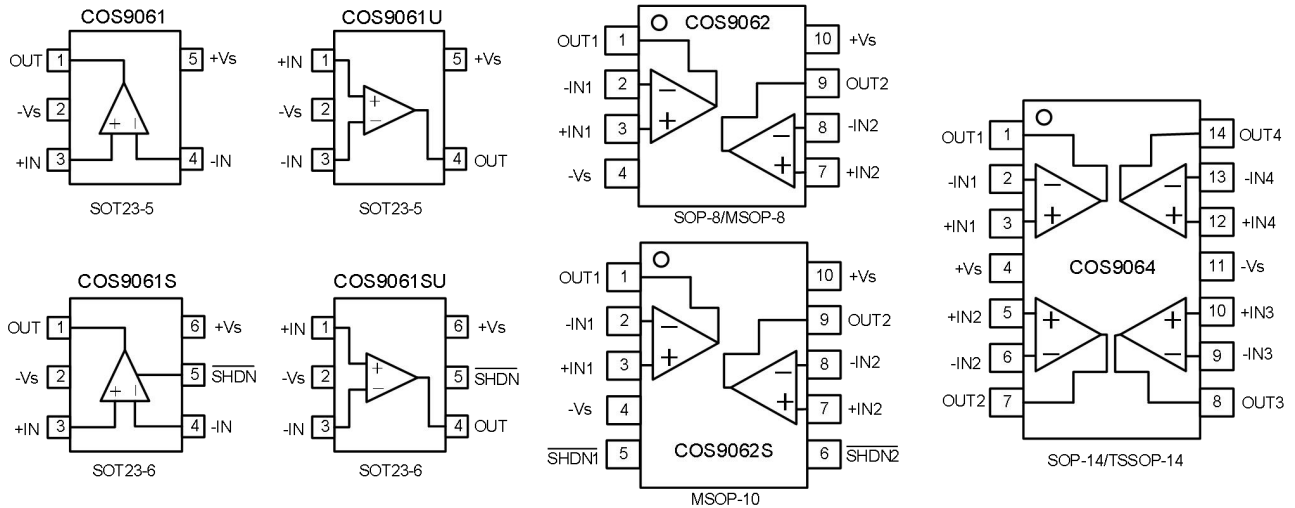 COS9061
OUT 1 5 +Vs
-Vs 2
+ −
+IN 3 4 -IN
SOT23-5
COS9061U
+IN 1 5 +Vs
-Vs 2
+
−
-IN 3 4 OUT
SOT23-5
COS9062
OUT1 1 10 +Vs
-IN1 2 − 9 OUT2
+IN1 3 + − 8 -IN2
-Vs 4 + 7 +IN2
SOP-8/MSOP-8
COS9061S
OUT 1 6 +Vs
-Vs 2 5 SHDN
+ −
+IN 3 4 -IN
SOT23-6
COS9061SU
+IN 1 6 +Vs
-Vs 2 + 5 SHDN
−
-IN 3 4 OUT
SOT23-6
OUT1 1 10 +Vs
-IN1 2 − 9 OUT2
+IN1 3 + − 8 -IN2
-Vs 4 + 7 +IN2
COS9062S
SHDN1 5 6 SHDN2
MSOP-10
OUT1 1 14 OUT4
-IN1 2 − − 13 -IN4
+IN1 3 + + 12 +IN4
+Vs 4 COS9064 11 -Vs
+IN2 5 + + 10 +IN3
-IN2 6 − − 9 -IN3
OUT2 7 8 OUT3
SOP-14/TSSOP-14